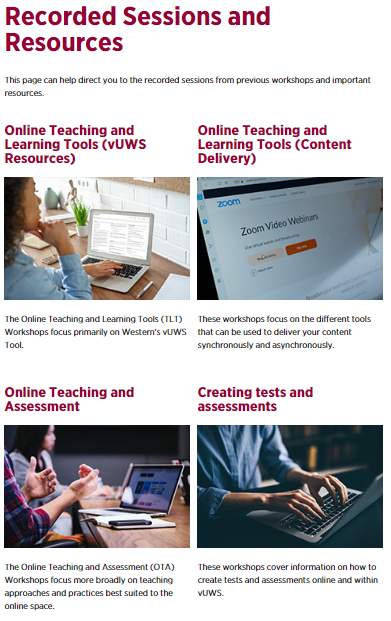 Recorded Sessions and
Resources
This page can help direct you to the recorded sessions from previous workshops and important
resources.
Online Teaching and
Learning Tools (vUWS
Resources)
Online Teaching and
Learning Tools (Content
Delivery)
zoom
Zoom Video Webinars
The Online Teaching and Learning Tools (TLT)
Workshops focus primarily on Western's vUWS
Tool.
These workshops focus on the different tools
that can be used to deliver your content
synchronously and asynchronously.
Online Teaching and
Assessment
Creating tests and
assessments
The Online Teaching and Assessment (OTA)
Workshops focus more broadly on teaching
approaches and practices best suited to the
online space.
These workshops cover information on how to
create tests and assessments online and within
vUWS.